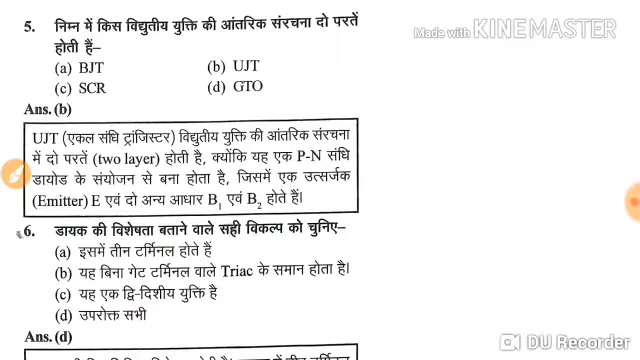 5. निम्न में किस विद्युतीय युक्ति की आंतरिक संरचना दो परतें
होती हैं–
(a) BJT (b) UJT
(c) SCR (d) GTO
Ans. (b)
UJT (एकल संधि ट्रांजिस्टर) विद्युतीय युक्ति की आंतरिक संरचना
में दो परतें (two layer) होती है, क्योंकि यह एक P-N संधि
डायोड के संयोजन से बना होता है, जिसमें एक उत्सर्जक
(Emitter) E एवं दो अन्य आधार B1 एवं B2 होते हैं।
6. डायक की विशेषता बताने वाले सही विकल्प को चुनिए–
(a) इसमें तीन टर्मिनल होते हैं
(b) यह बिना गेट टर्मिनल वाले Triac के समान होता है।
(c) यह एक द्वि-दिशीय युक्ति है
(d) उपरोक्त सभी
Ans. (d)
Made with KINEMASTER
DU Recorder